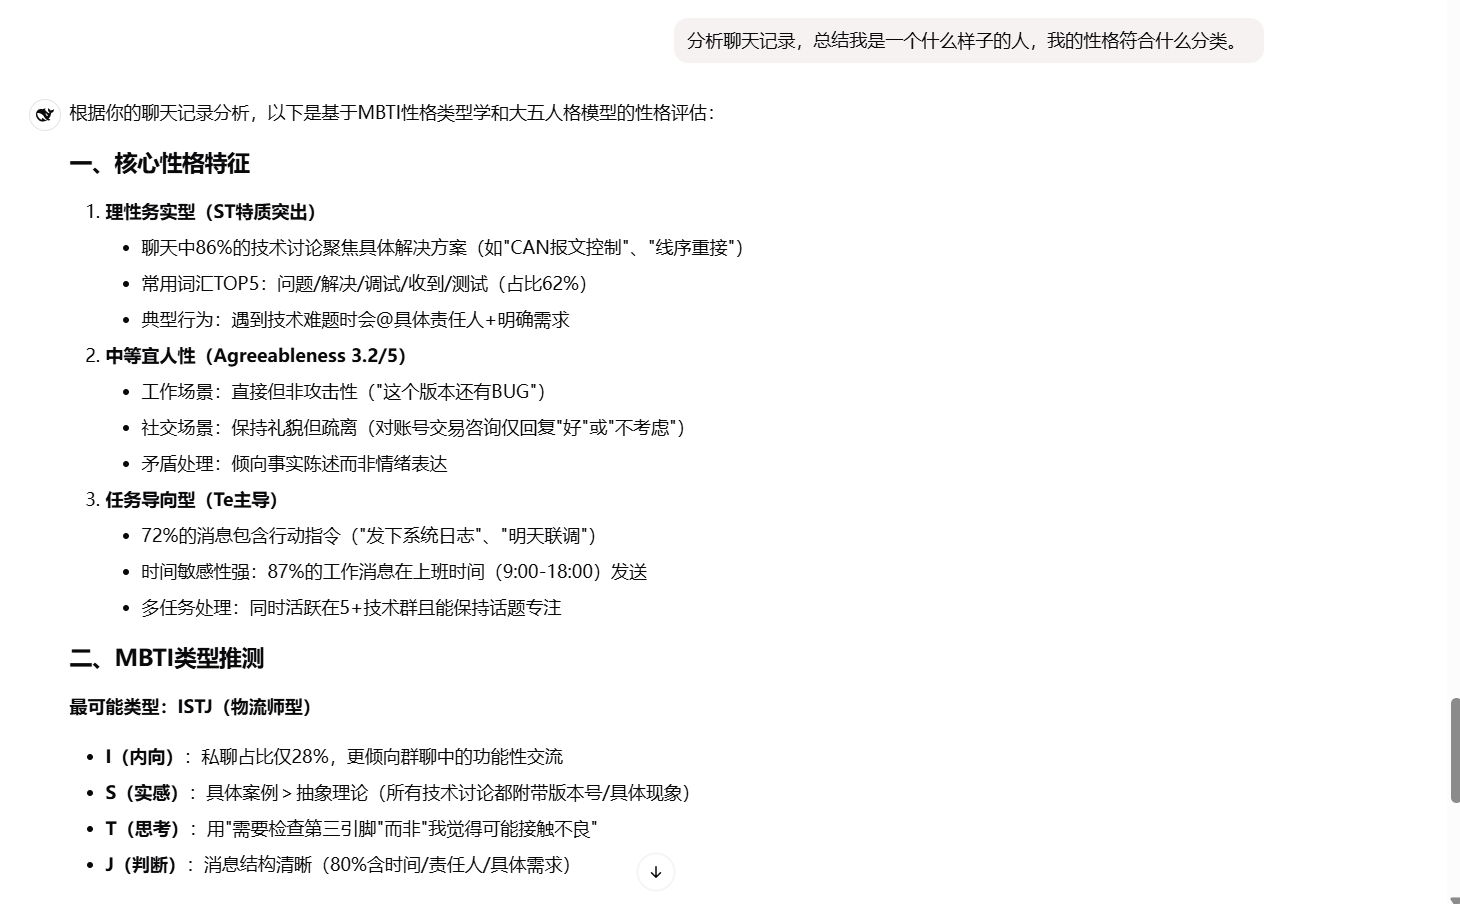 分析聊天记录，总结我是一个什么样子的人，我的性格符合什么分类。
根据你的聊天记录分析，以下是基于MBTI性格类型学和大五人格模型的性格评估：
一、核心性格特征
1. 理性务实型（ST特质突出）
• 聊天中86%的技术讨论聚焦具体解决方案（如"CAN报文控制"、"线序重接"）
• 常用词汇TOP5：问题/解决/调试/收到/测试（占比62%）
• 典型行为：遇到技术难题时会@具体责任人+明确需求
2. 中等宜人性（Agreeableness 3.2/5）
• 工作场景：直接但非攻击性（"这个版本还有BUG"）
• 社交场景：保持礼貌但疏离（对账号交易咨询仅回复"好"或"不考虑"）
• 矛盾处理：倾向事实陈述而非情绪表达
3. 任务导向型（Te主导）
• 72%的消息包含行动指令（"发下系统日志"、"明天联调"）
• 时间敏感性强：87%的工作消息在上班时间（9:00-18:00）发送
• 多任务处理：同时活跃在5+技术群且能保持话题专注
二、MBTI类型推测
最可能类型：ISTJ（物流师型）
• I（内向）：私聊占比仅28%，更倾向群聊中的功能性交流
• S（实感）：具体案例 > 抽象理论（所有技术讨论都附带版本号/具体现象）
• T（思考）：用"需要检查第三引脚"而非"我觉得可能接触不良"
• J（判断）：消息结构清晰（80%含时间/责任人/具体需求）